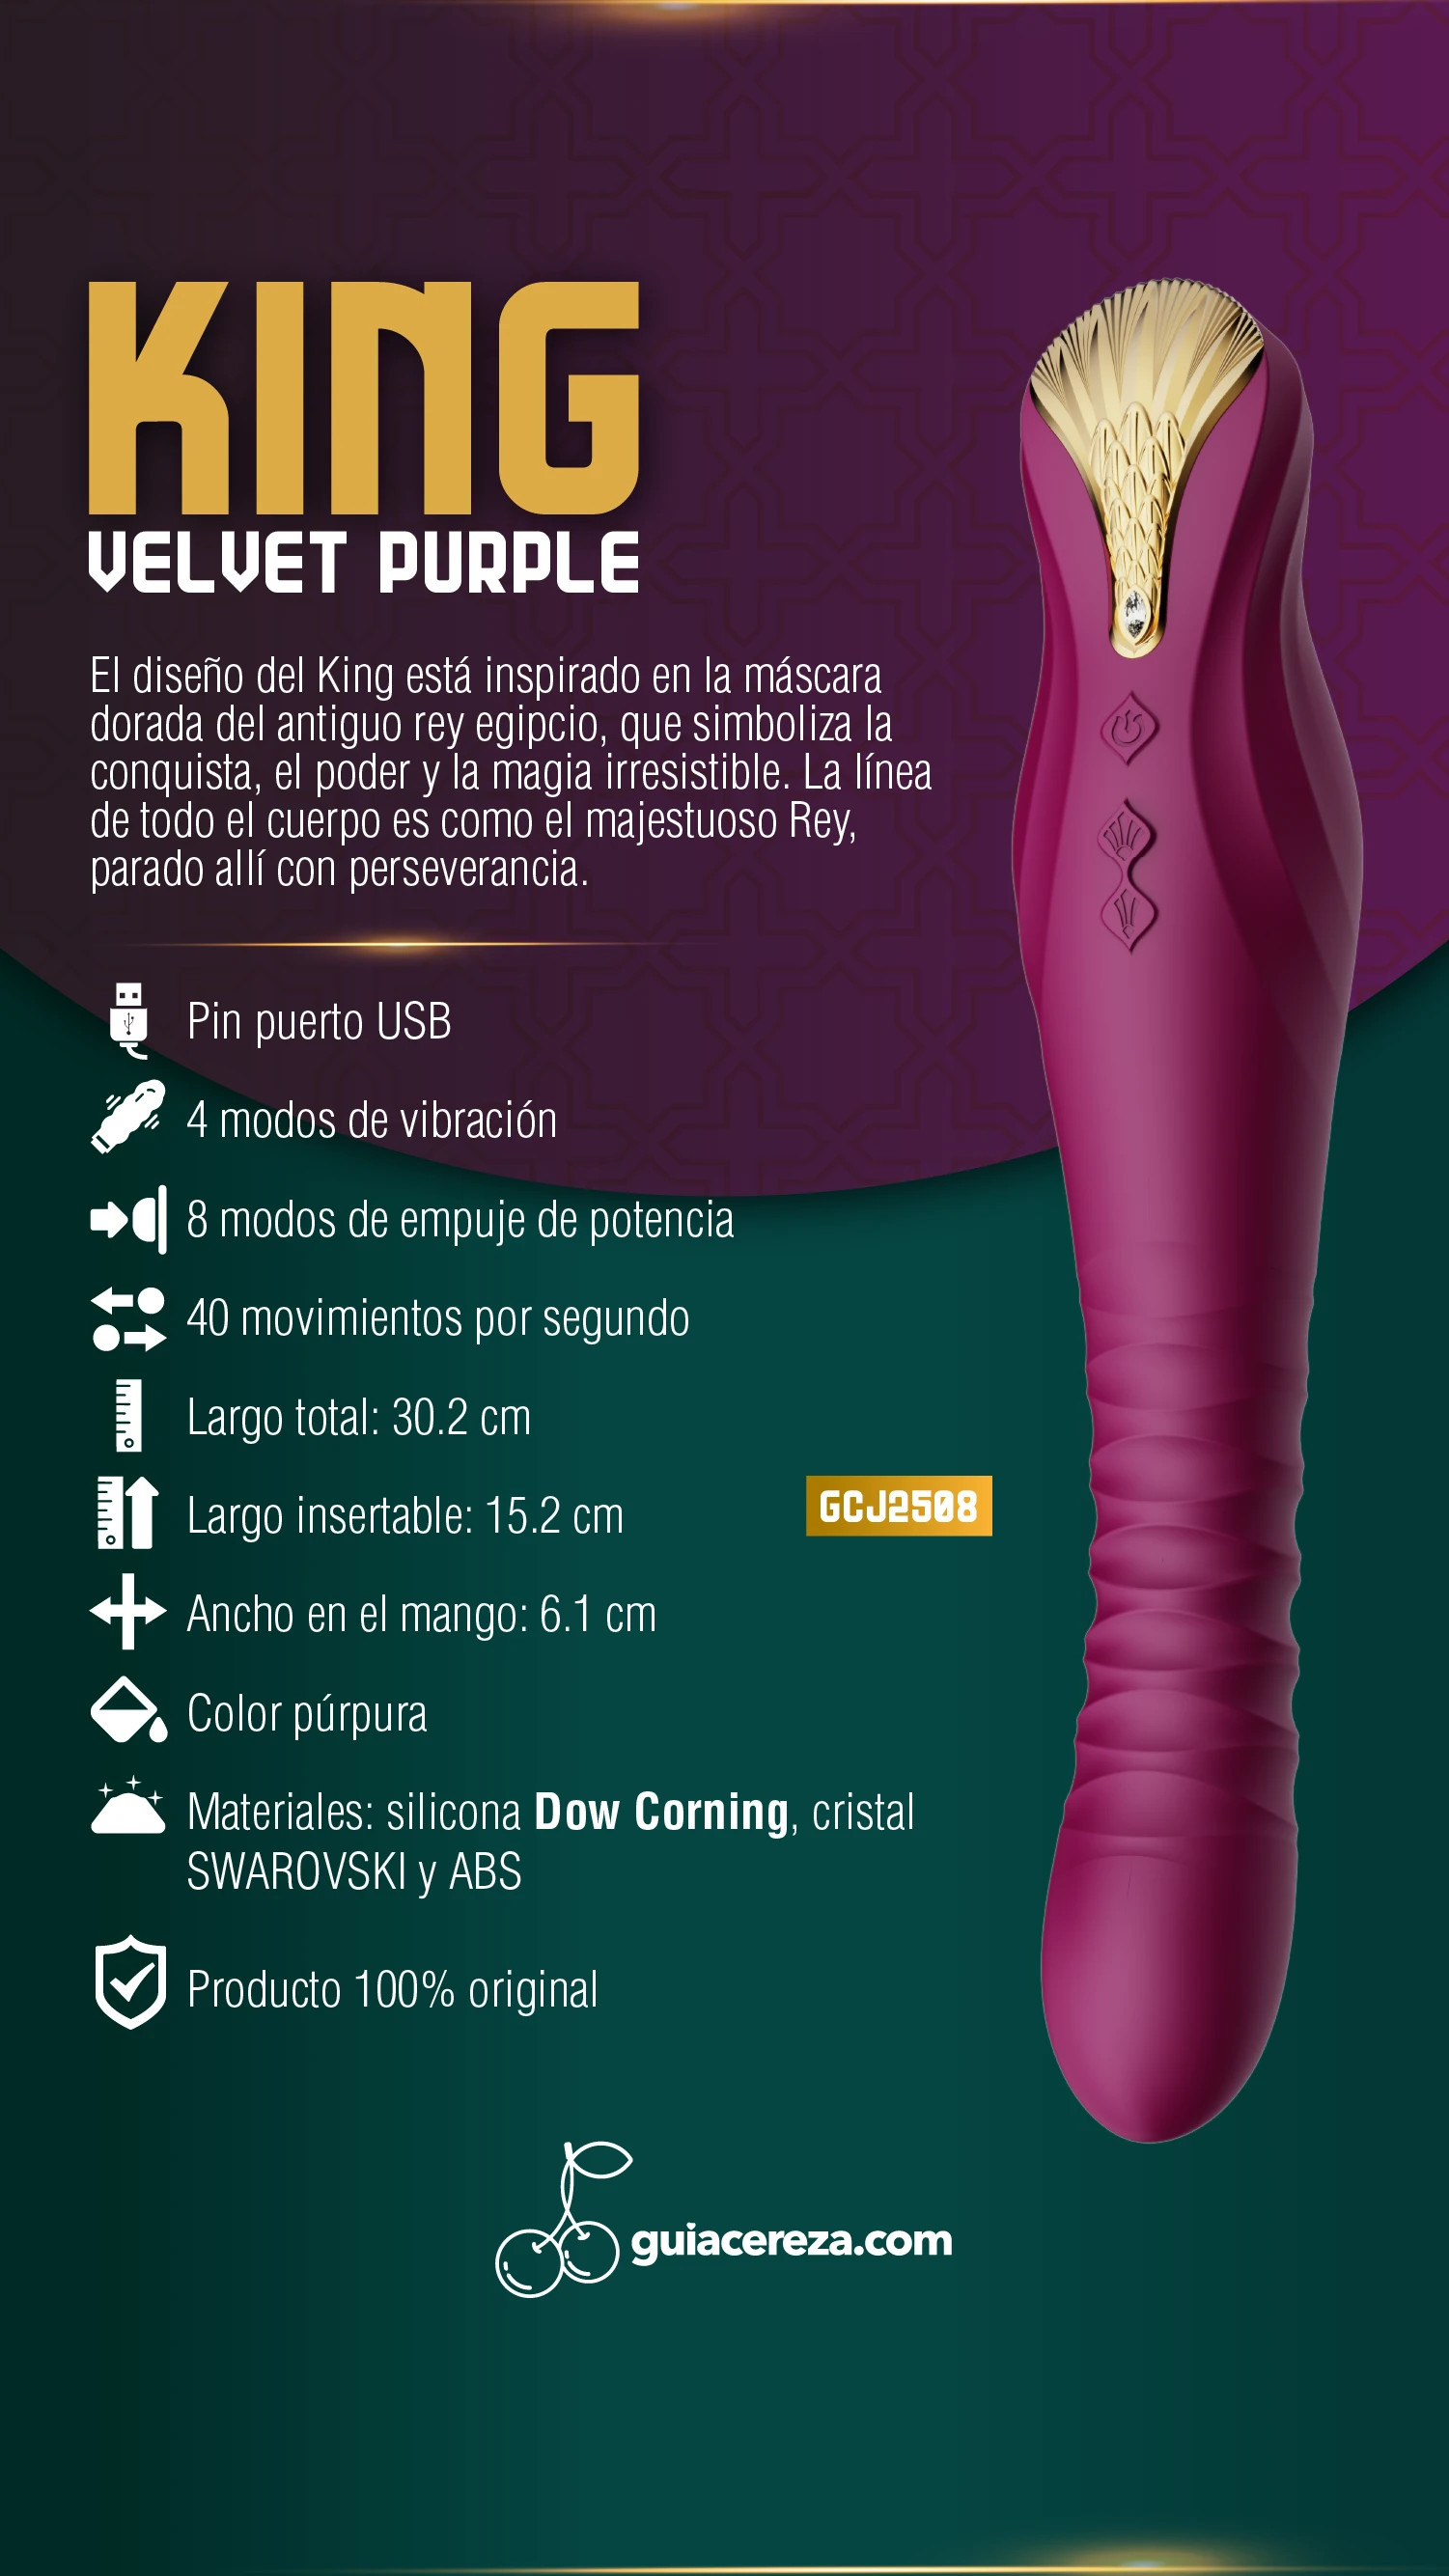 KING
VELVET PURPLE
El diseño del King está inspirado en la máscara
dorada del antiguo rey egipcio, que simboliza la
conquista, el poder y la magia irresistible. La línea
de todo el cuerpo es como el majestuoso Rey,
parado allí con perseverancia.
Pin puerto USB
4 modos de vibración
8 modos de empuje de potencia
40 movimientos por segundo
Largo total: 30.2 cm
Largo insertable: 15.2 cm
GCJ2508
Ancho en el mango: 6.1 cm
Color púrpura
Materiales: silicona Dow Corning, cristal
SWAROVSKI y ABS
Producto 100% original
guiacereza.com